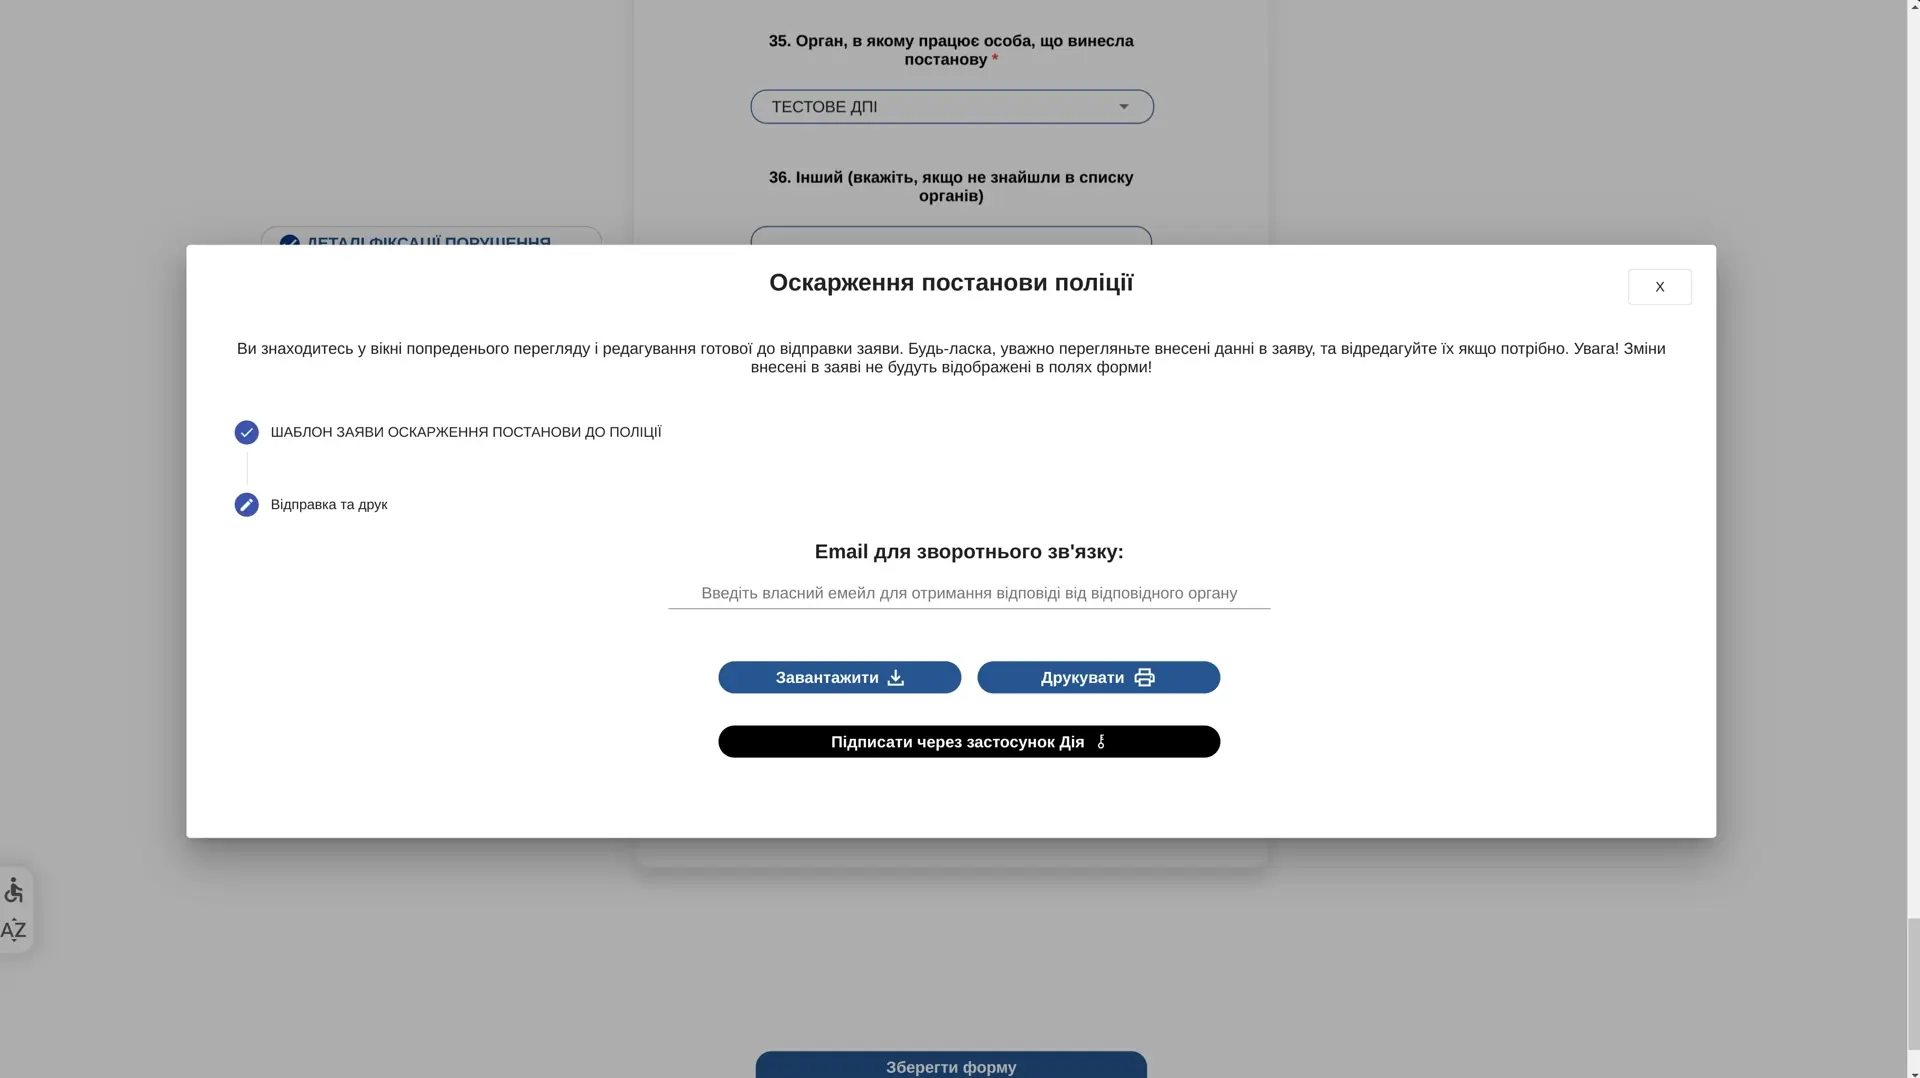 35. Орган, в якому працює особа, що винесла
постанову *
ТЕСТОВЕ ДПІ
36. Інший (вкажіть, якщо не знайшли в списку
органів)
ДЕТАЛІ ФІКСАЦІЇ ПОРУШЕННЯ
Оскарження постанови поліції
X
Ви знаходитесь у вікні попреденього перегляду і редагування готової до відправки заяви. Будь-ласка, уважно перегляньте внесені данні в заяву, та відредагуйте їх якщо потрібно. Увага! Зміни
внесені в заяві не будуть відображені в полях форми!
ШАБЛОН ЗАЯВИ ОСКАРЖЕННЯ ПОСТАНОВИ ДО ПОЛІЦІЇ
Відправка та друк
Email для зворотнього зв'язку:
Введіть власний емейл для отримання відповіді від відповідного органу
Завантажити
Друкувати
Підписати через застосунок Дія
AZ
Зберегти форму